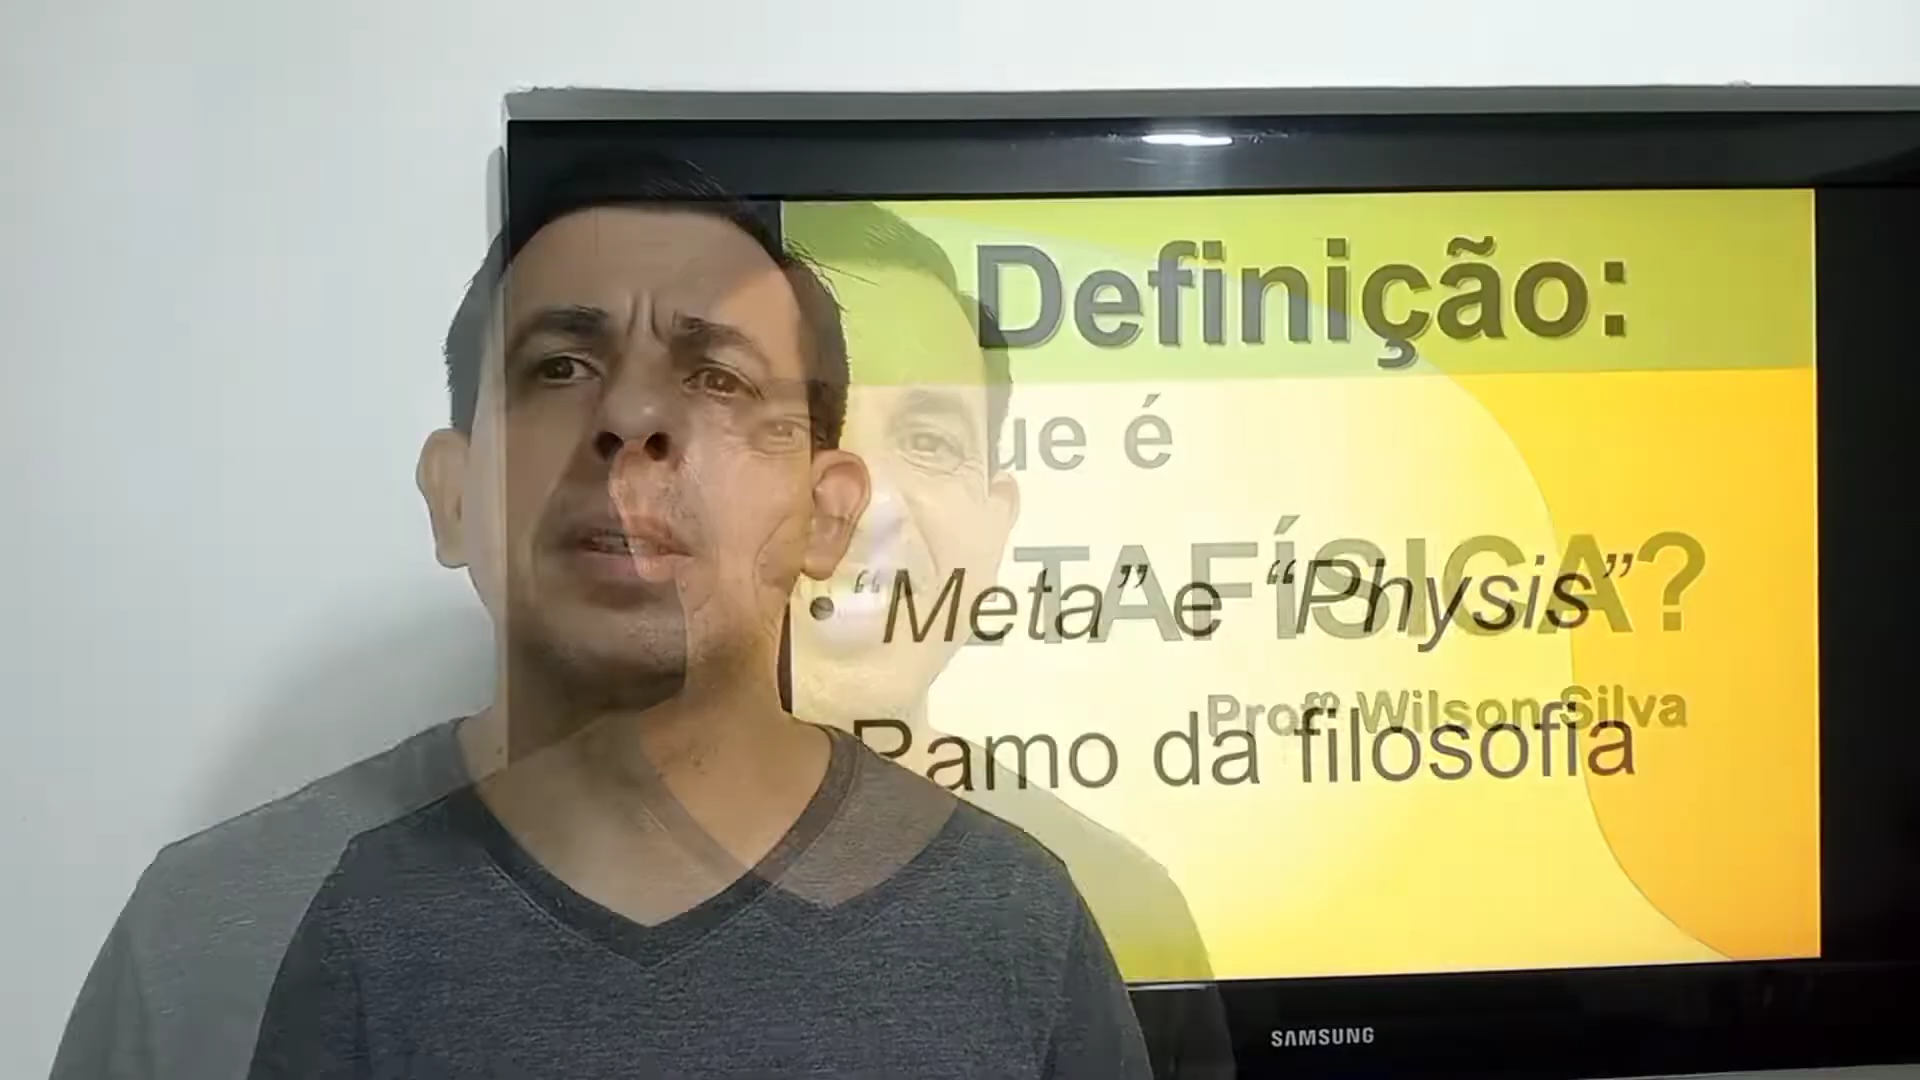 Definição:
ue é
TAFÍSICA?
• “Meta” e “Physis”
Profº Wilson Silva
Ramo da filosofia
SAMSUNG